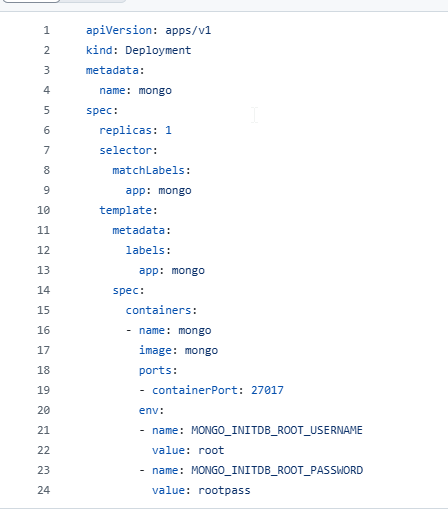 1 apiVersion: apps/v1
2 kind: Deployment
3 metadata:
4   name: mongo
5 spec:
6   replicas: 1
7   selector:
8     matchLabels:
9       app: mongo
10   template:
11     metadata:
12       labels:
13         app: mongo
14     spec:
15       containers:
16       - name: mongo
17         image: mongo
18         ports:
19         - containerPort: 27017
20         env:
21         - name: MONGO_INITDB_ROOT_USERNAME
22           value: root
23         - name: MONGO_INITDB_ROOT_PASSWORD
24           value: rootpass